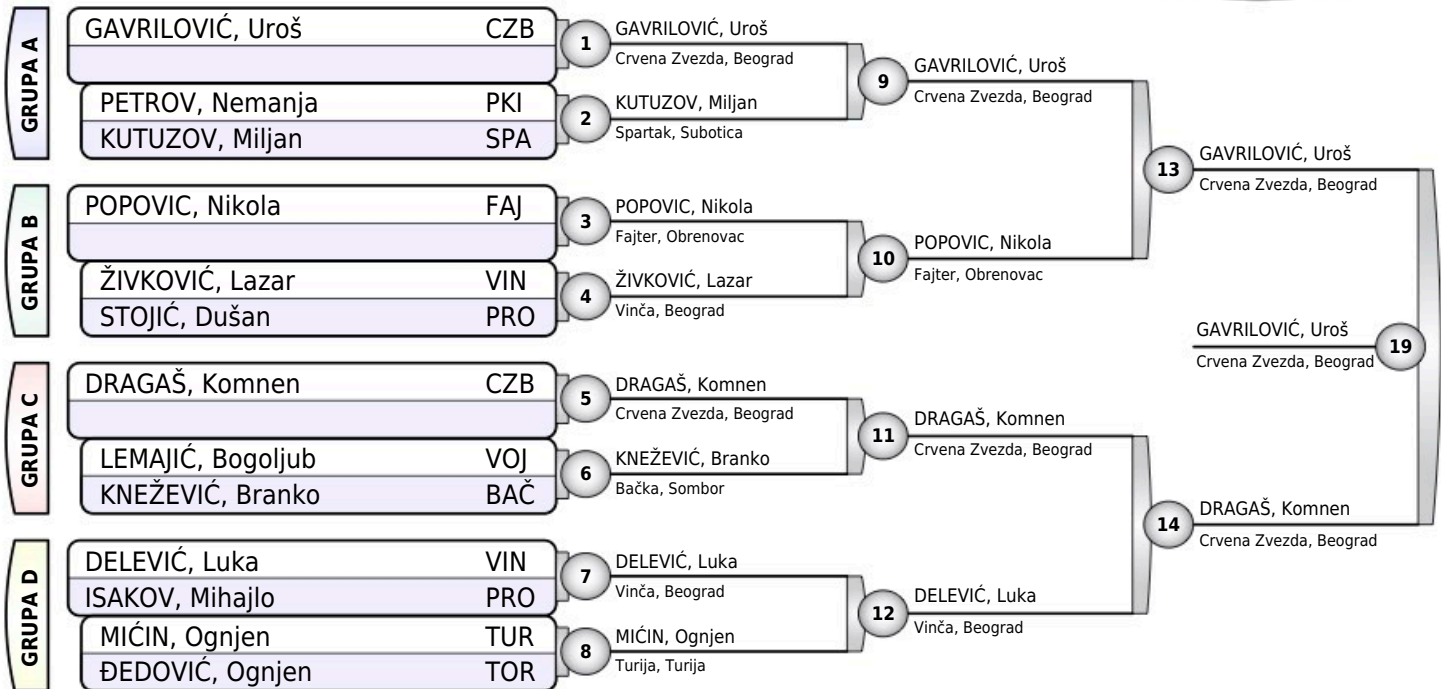 GRUPA A
GAVRILOVIĆ, Uroš CZB
PETROV, Nemanja PKI
KUTUZOV, Miljan SPA
GRUPA B
POPOVIC, Nikola FAJ
ŽIVKOVIĆ, Lazar VIN
STOJIĆ, Dušan PRO
GRUPA C
DRAGAŠ, Komnen CZB
LEMAJIĆ, Bogoljub VOJ
KNEŽEVIĆ, Branko BAČ
GRUPA D
DELEVIĆ, Luka VIN
ISAKOV, Mihajlo PRO
MIĆIN, Ognjen TUR
ĐEDOVIĆ, Ognjen TOR
1
GAVRILOVIĆ, Uroš
Crvena Zvezda, Beograd
2
KUTUZOV, Miljan
Spartak, Subotica
3
POPOVIC, Nikola
Fajter, Obrenovac
4
ŽIVKOVIĆ, Lazar
Vinča, Beograd
5
DRAGAŠ, Komnen
Crvena Zvezda, Beograd
6
KNEŽEVIĆ, Branko
Bačka, Sombor
7
DELEVIĆ, Luka
Vinča, Beograd
8
MIĆIN, Ognjen
Turija, Turija
9
GAVRILOVIĆ, Uroš
Crvena Zvezda, Beograd
10
POPOVIC, Nikola
Fajter, Obrenovac
11
DRAGAŠ, Komnen
Crvena Zvezda, Beograd
12
DELEVIĆ, Luka
Vinča, Beograd
13
GAVRILOVIĆ, Uroš
Crvena Zvezda, Beograd
14
DRAGAŠ, Komnen
Crvena Zvezda, Beograd
GAVRILOVIĆ, Uroš
Crvena Zvezda, Beograd
19